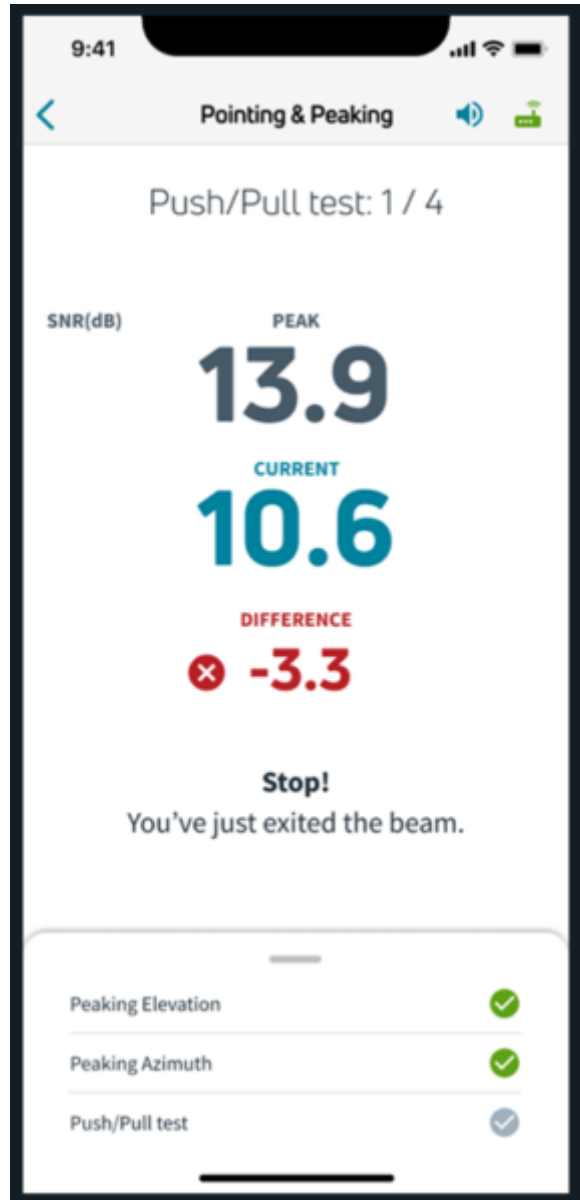 9:41
Pointing & Peaking
Push/Pull test: 1 / 4
SNR(dB)
PEAK
13.9
CURRENT
10.6
DIFFERENCE
-3.3
Stop!
You’ve just exited the beam.
Peaking Elevation
Peaking Azimuth
Push/Pull test